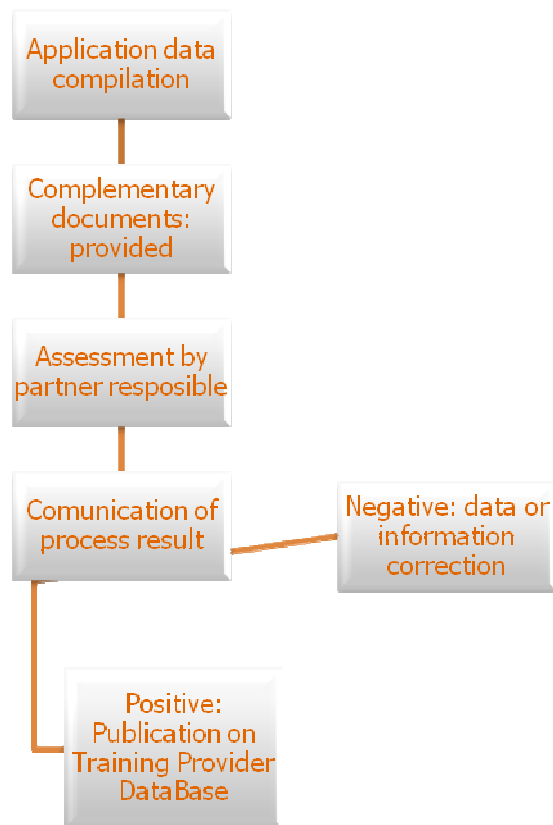 Application data
compilation
Complementary
documents:
provided
Assessment by
partner resposible
Comunication of
process result
Negative: data or
information
correction
Positive:
Publication on
Training Provider
DataBase